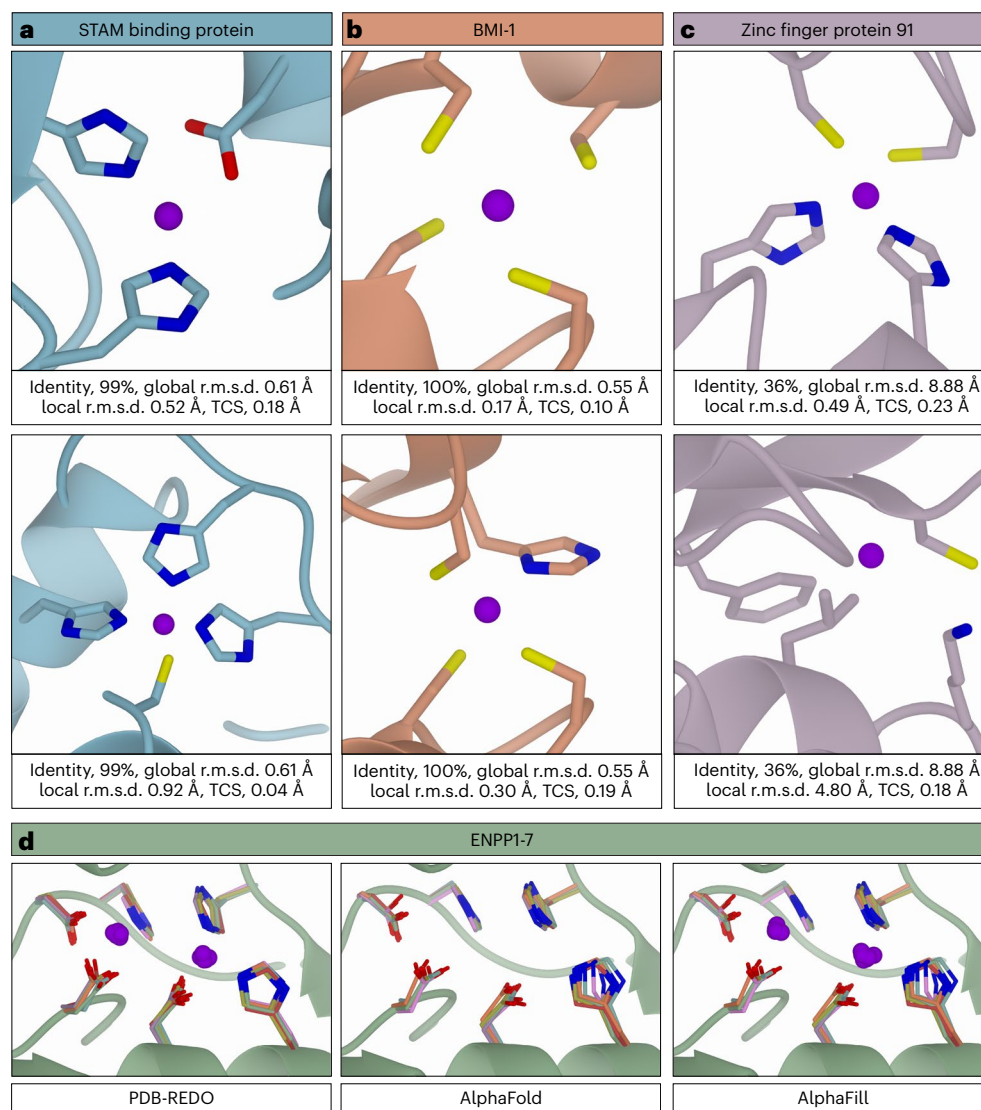 a STAM binding protein
b BMI-1
c Zinc finger protein 91
Identity, 99%, global r.m.s.d. 0.61 Å
local r.m.s.d. 0.52 Å, TCS, 0.18 Å
Identity, 100%, global r.m.s.d. 0.55 Å
local r.m.s.d. 0.17 Å, TCS, 0.10 Å
Identity, 36%, global r.m.s.d. 8.88 Å
local r.m.s.d. 0.49 Å, TCS, 0.23 Å
Identity, 99%, global r.m.s.d. 0.61 Å
local r.m.s.d. 0.92 Å, TCS, 0.04 Å
Identity, 100%, global r.m.s.d. 0.55 Å
local r.m.s.d. 0.30 Å, TCS, 0.19 Å
Identity, 36%, global r.m.s.d. 8.88 Å
local r.m.s.d. 4.80 Å, TCS, 0.18 Å
d ENPP1-7
PDB-REDO
AlphaFold
AlphaFill